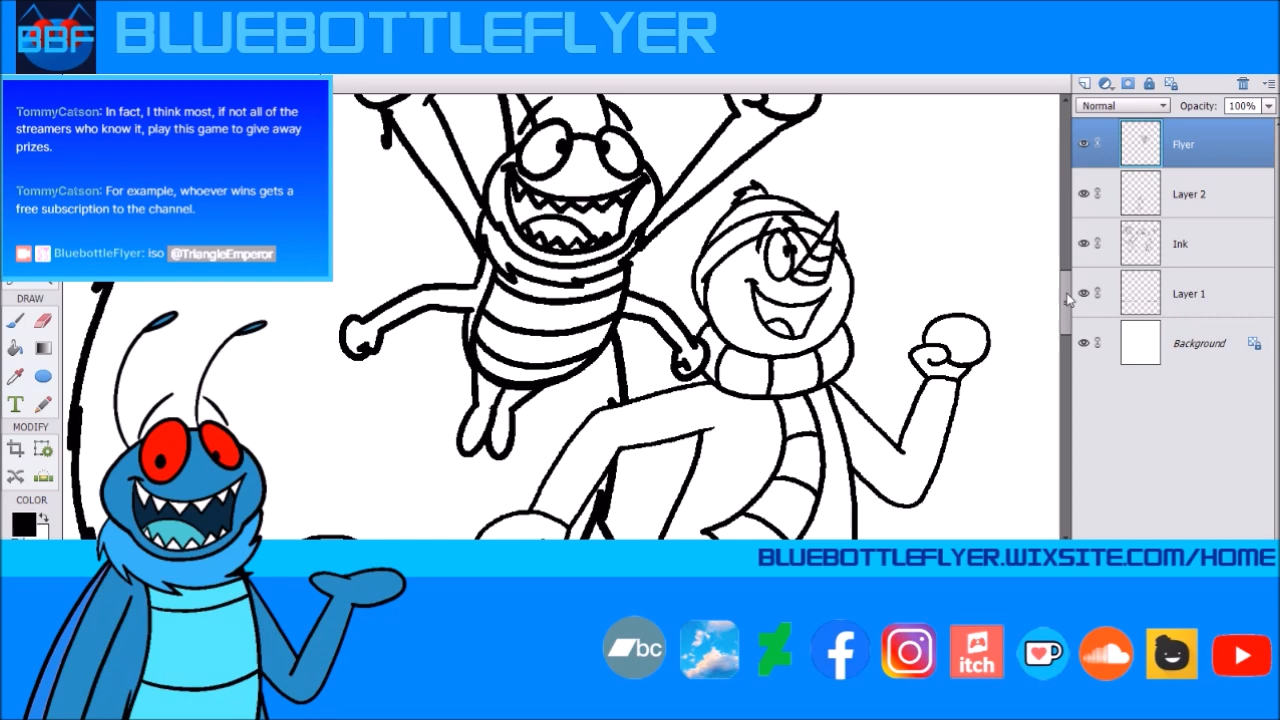 BBF
BLUEBOTTLEFLYER
TommyCatson: In fact, I think most, if not all of the
streamers who know it, play this game to give away
prizes.
TommyCatson: For example, whoever wins gets a
free subscription to the channel.
BluebottleFlyer: iso @TriangleEmperor
Normal
Opacity: 100%
Flyer
Layer 2
Ink
Layer 1
Background
DRAW
T
MODIFY
COLOR
BLUEBOTTLEFLYER.WIXSITE.COM/HOME
bc
itch